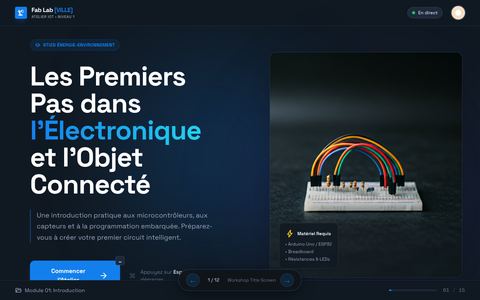 Fab Lab [VILLE]
ATELIER IOT • NIVEAU 1
En direct
STI2D ÉNERGIE-ENVIRONNEMENT
Les Premiers
Pas dans
l'Électronique
et l'Objet
Connecté
Une introduction pratique aux microcontrôleurs, aux
capteurs et à la programmation embarquée. Préparez-
vous à créer votre premier circuit intelligent.
Matériel Requis
• Arduino Uno / ESP32
• Breadboard
• Résistances & LEDs
Commencer
l'Atelier
Appuyez sur
1 / 12
Workshop Title Screen
Module 01: Introduction
01 / 15